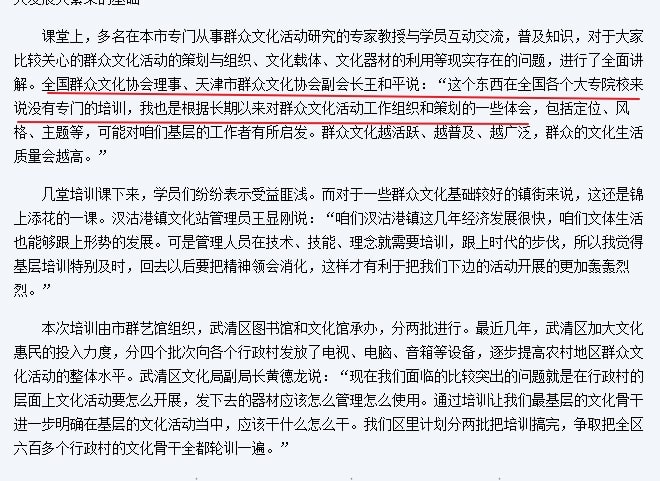 课堂上，多名在本市专门从事群众文化活动研究的专家教授与学员互动交流，普及知识，对于大家
比较关心的群众文化活动的策划与组织、文化载体、文化器材的利用等现实存在的问题，进行了全面讲
解。全国群众文化协会理事、天津市群众文化协会副会长王和平说：“这个东西在全国各个大专院校来
说没有专门的培训，我也是根据长期以来对群众文化活动工作组织和策划的一些体会，包括定位、风
格、主题等，可能对咱们基层的工作者有所启发。群众文化越活跃、越普及、越广泛，群众的文化生活
质量会越高。”
几堂培训课下来，学员们纷纷表示受益匪浅。而对于一些群众文化基础较好的镇街来说，这还是锦
上添花的一课。汊沽港镇文化站管理员王显刚说：“咱们汊沽港镇这几年经济发展很快，咱们文体生活
也能够跟上形势的发展。可是管理人员在技术、技能、理念就需要培训，跟上时代的步伐，所以我觉得
基层培训特别及时，回去以后要把精神领会消化，这样才有利于把我们下边的活动开展的更加轰轰烈
烈。”
本次培训由市群艺馆组织，武清区图书馆和文化馆承办，分两批进行。最近几年，武清区加大文化
惠民的投入力度，分四个批次向各个行政村发放了电视、电脑、音箱等设备，逐步提高农村地区群众文
化活动的整体水平。武清区文化局副局长黄德龙说：“现在我们面临的比较突出的问题就是在行政村的
层面上文化活动要怎么开展，发下去的器材应该怎么管理怎么使用。通过培训让我们最基层的文化骨干
进一步明确在基层的文化活动当中，应该干什么怎么干。我们区里计划分两批把培训搞完，争取把全区
六百多个行政村的文化骨干全都轮训一遍。”